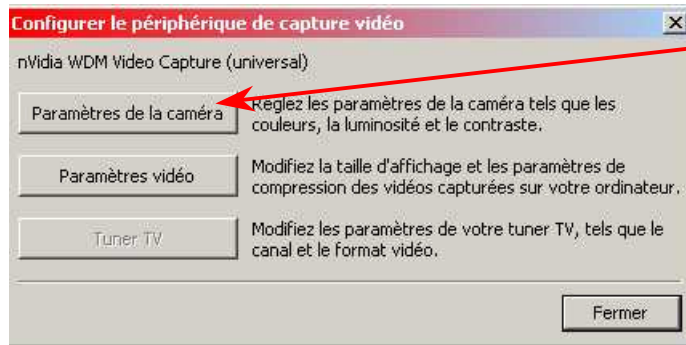 Configurer le périphérique de capture vidéo
nVidia WDM Video Capture (universal)
Paramètres de la caméra
Réglez les paramètres de la caméra tels que les
couleurs, la luminosité et le contraste.
Paramètres vidéo
Modifiez la taille d'affichage et les paramètres de
compression des vidéos capturées sur votre ordinateur.
Tuner TV
Modifiez les paramètres de votre tuner TV, tels que le
canal et le format vidéo.
Fermer